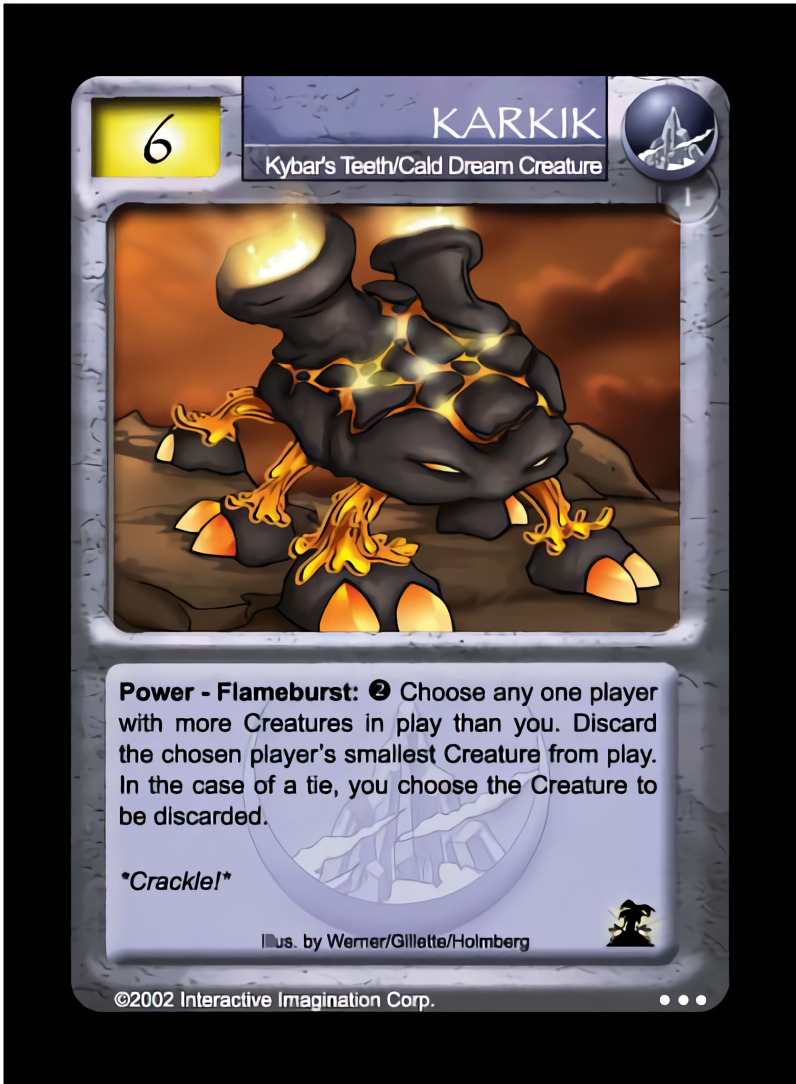 6
KARKIK
Kybar's Teeth/Cald Dream Creature
1
Power - Flameburst: ❷ Choose any one player
with more Creatures in play than you. Discard
the chosen player's smallest Creature from play.
In the case of a tie, you choose the Creature to
be discarded.
*Crackle!*
Illus. by Werner/Gillette/Holmberg
©2002 Interactive Imagination Corp.